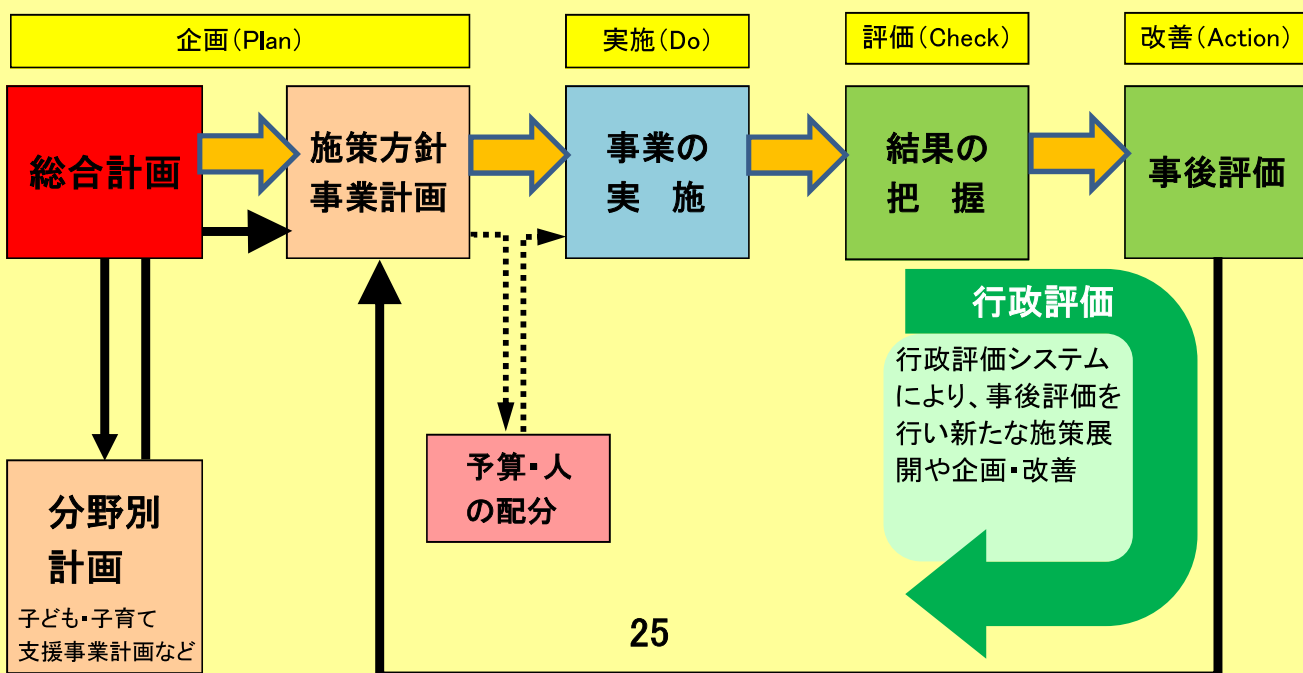 企画(Plan)
実施(Do)
評価(Check)
改善(Action)
総合計画
施策方針
事業計画
事業の
実　施
結果の
把　握
事後評価
行政評価
行政評価システム
により、事後評価を
行い新たな施策展
開や企画・改善
予算・人
の配分
分野別
計画
子ども・子育て
支援事業計画など
25